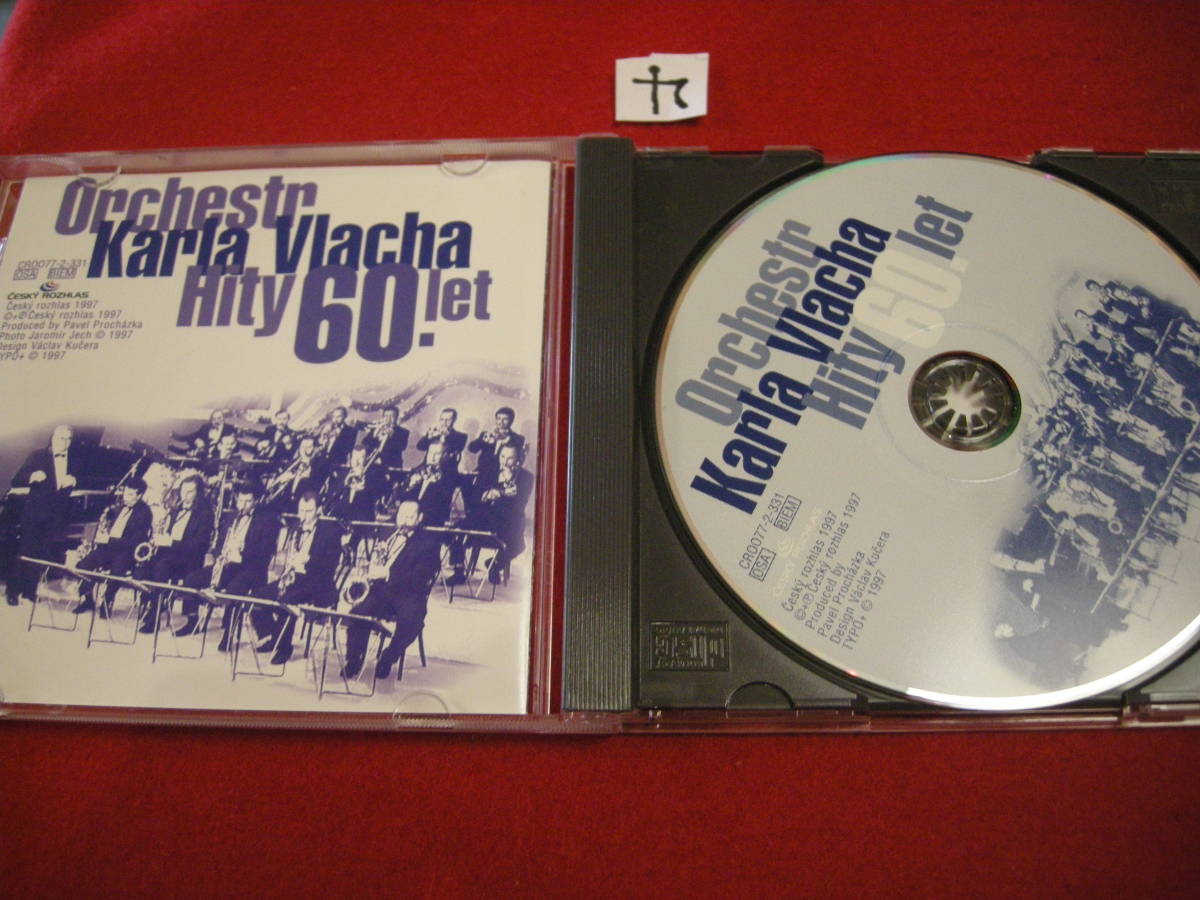 Orchestr
Karla Vlacha
Hity 60. let
CR0077-2-331
OSA BIEM
ČESKÝ ROZHLAS
Český rozhlas 1997
©+℗ Český rozhlas 1997
Produced by Pavel Procházka
Photo Jaromír Jech © 1997
Design Václav Kučera
TYPO+ © 1997
Orchestr
Karla Vlacha
Hity 60. let
CR0077-2-331
OSA BIEM
ČESKÝ ROZHLAS
Český rozhlas 1997
©+℗ Český rozhlas 1997
Produced by
Pavel Procházka
Design Václav Kučera
TYPO+ © 1997